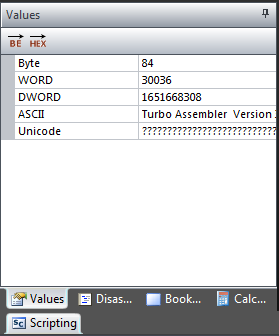 Values
BE HEX
Byte 84
WORD 30036
DWORD 1651668308
ASCII Turbo Assembler Version
Unicode ???????????????????????????
Values Disas... Book... Calc...
Scripting